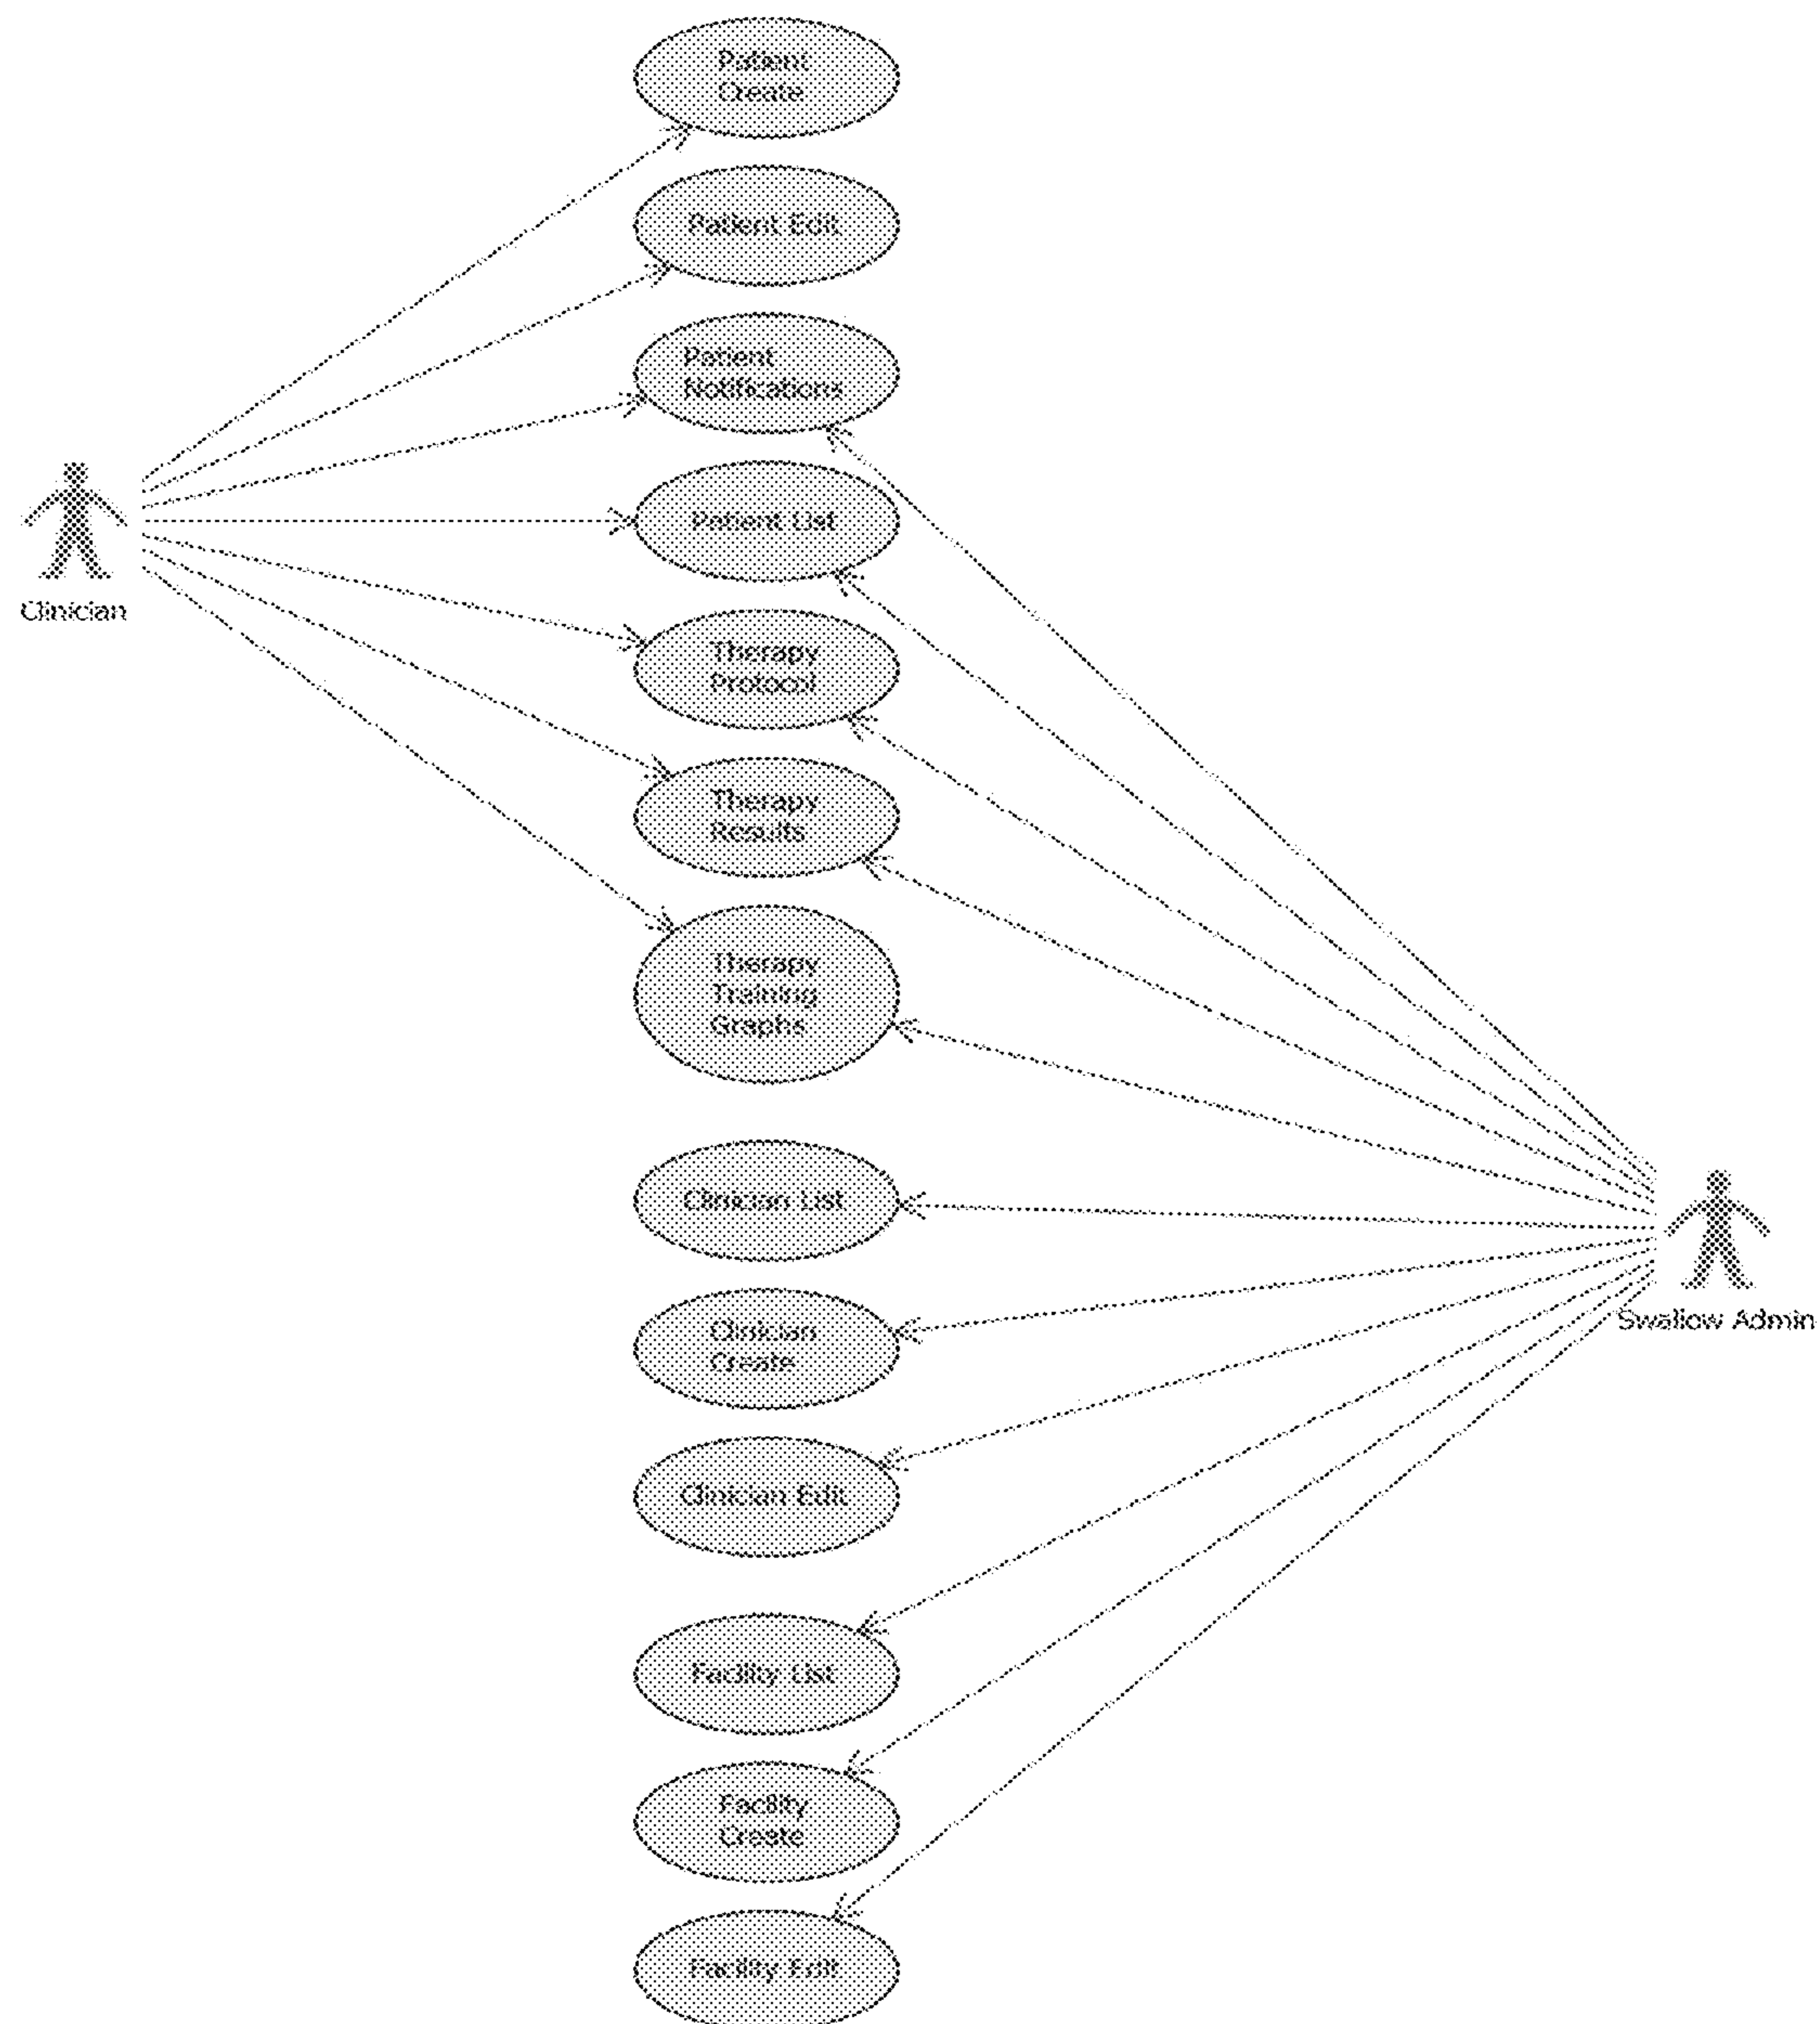 Patient
Create
Patient Edit
Patient
Notifications
Clinician
Patient List
Therapy
Protocol
Therapy
Results
Therapy
Training
Graphs
Clinician List
Clinician
Create
Swallow Admin
Clinician Edit
Facility List
Facility
Create
Facility Edit